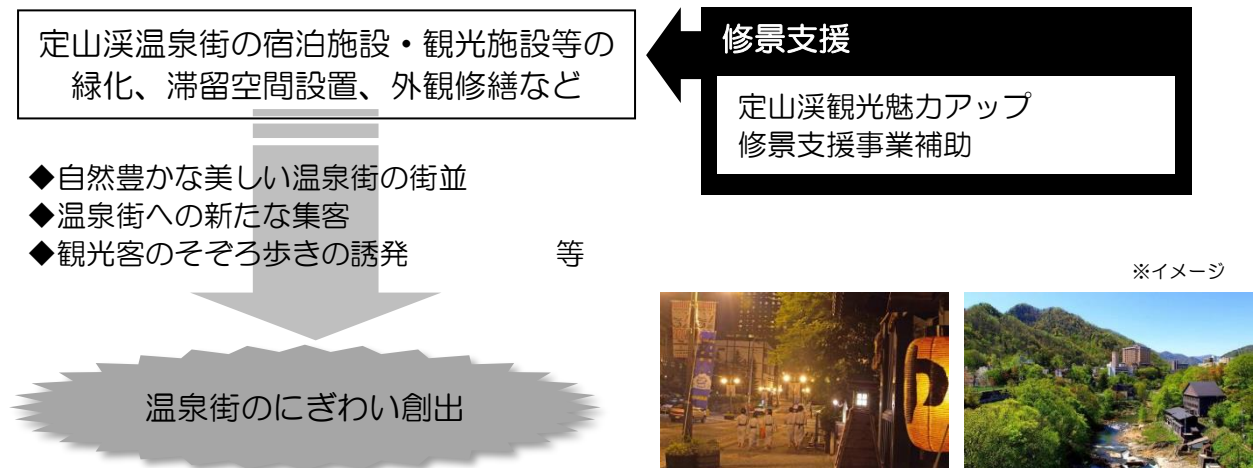 定山渓温泉街の宿泊施設・観光施設等の
緑化、滞留空間設置、外観修繕など
修景支援
定山渓観光魅力アップ
修景支援事業補助
◆自然豊かな美しい温泉街の街並
◆温泉街への新たな集客
◆観光客のそぞろ歩きの誘発　　　　　等
※イメージ
温泉街のにぎわい創出